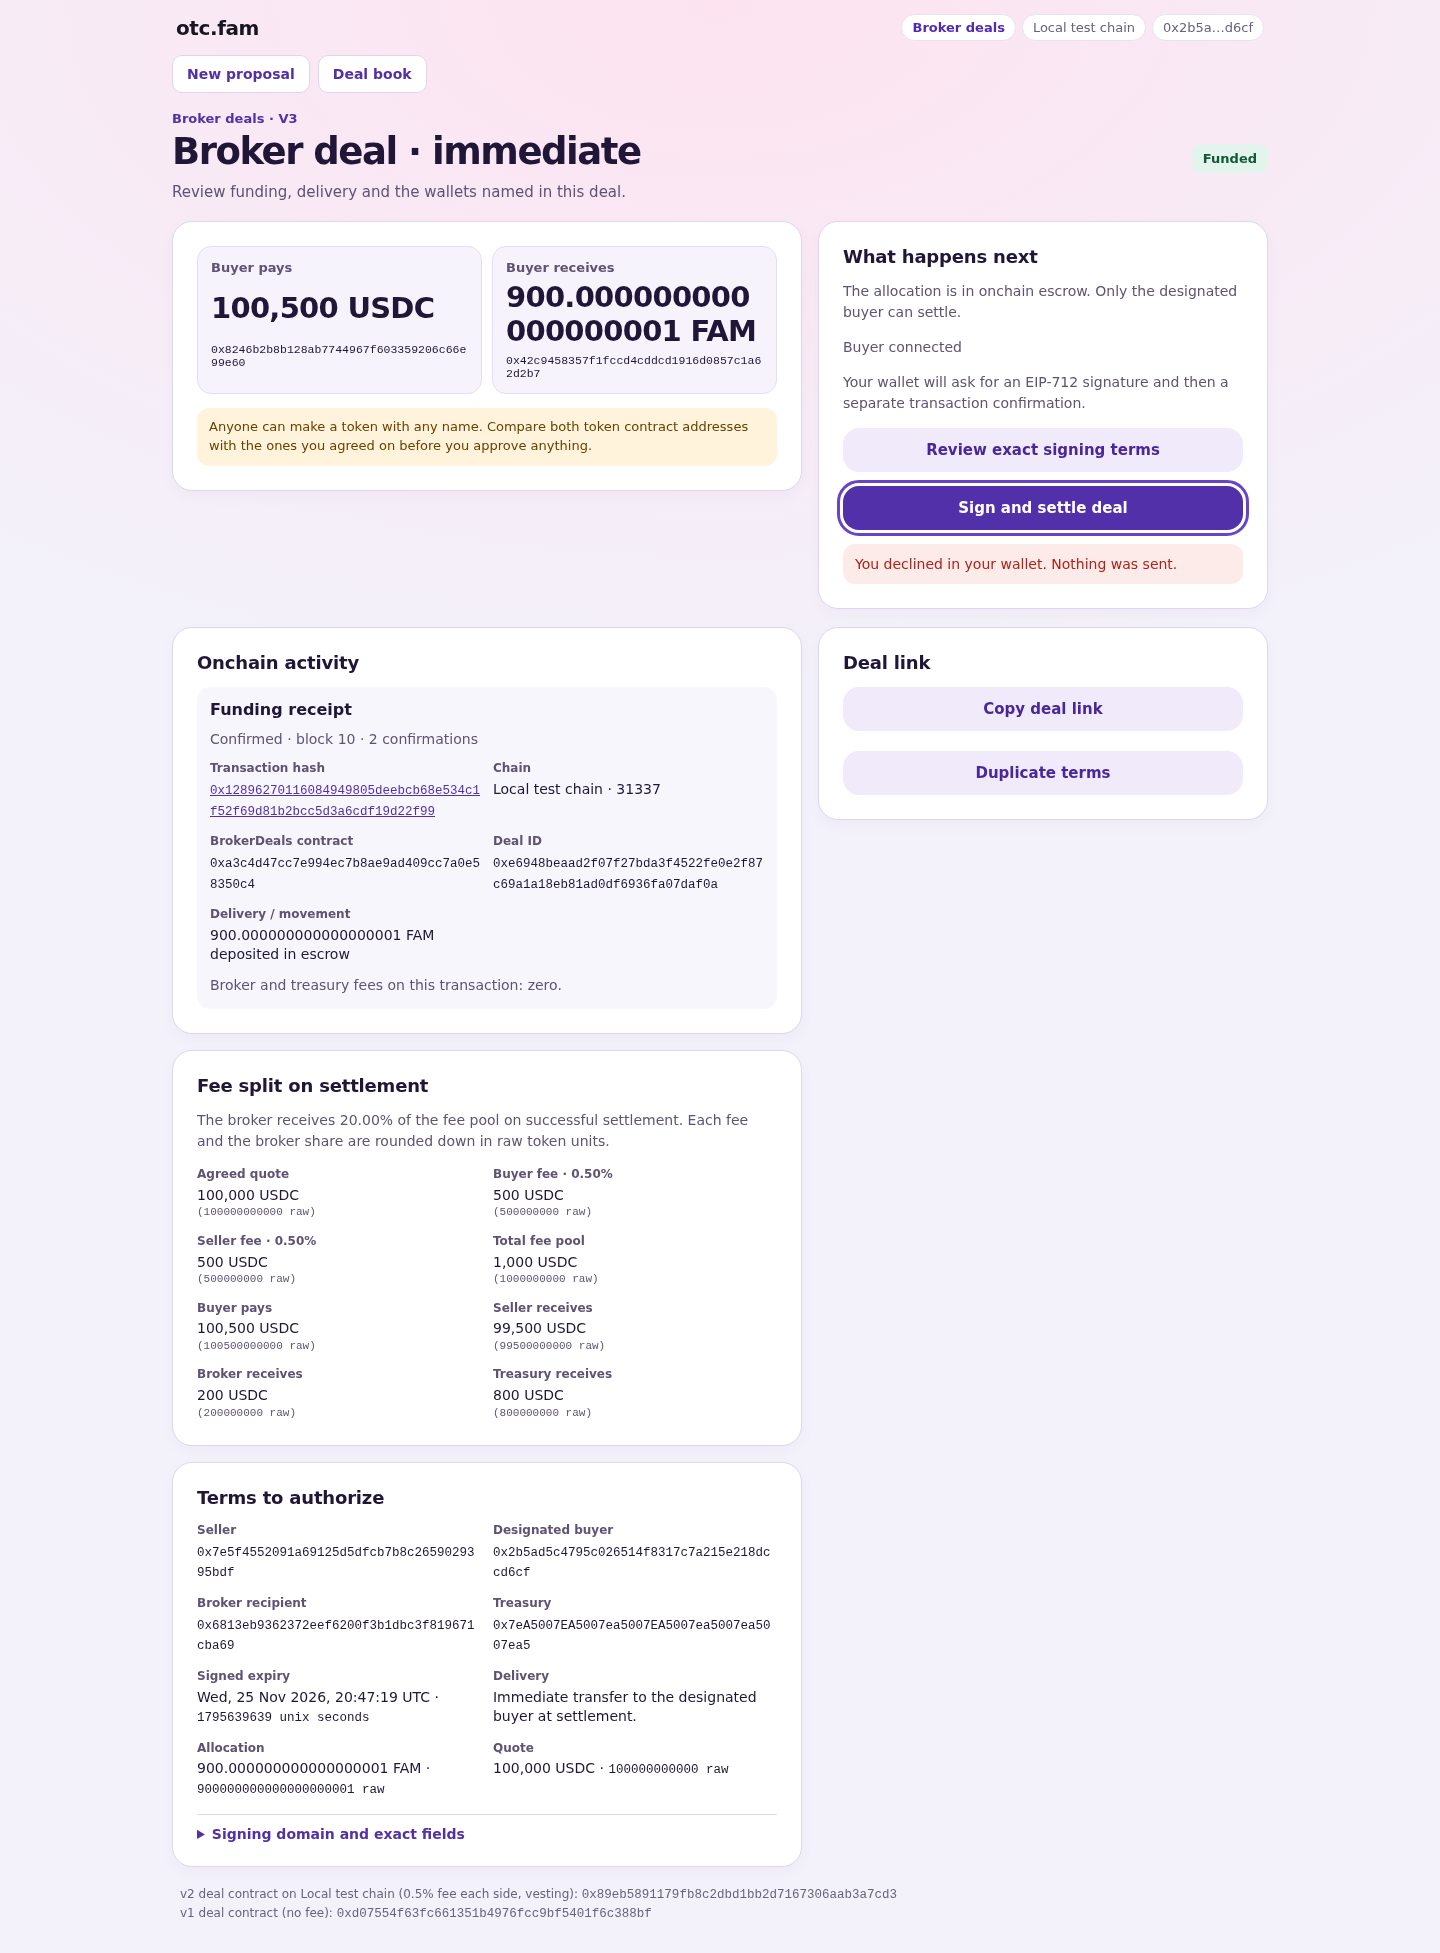 otc.fam
Broker deals
Local test chain
0x2b5a…d6cf
New proposal
Deal book
Broker deals · V3
Broker deal · immediate
Funded
Review funding, delivery and the wallets named in this deal.
Buyer pays
100,500 USDC
0x8246b2b8b128ab7744967f603359206c66e
99e60
Buyer receives
900.000000000
000000001 FAM
0x42c9458357f1fccd4cddcd1916d0857c1a6
2d2b7
Anyone can make a token with any name. Compare both token contract addresses
with the ones you agreed on before you approve anything.
What happens next
The allocation is in onchain escrow. Only the designated
buyer can settle.
Buyer connected
Your wallet will ask for an EIP-712 signature and then a
separate transaction confirmation.
Review exact signing terms
Sign and settle deal
You declined in your wallet. Nothing was sent.
Onchain activity
Funding receipt
Confirmed · block 10 · 2 confirmations
Transaction hash
0x12896270116084949805deebcb68e534c1
f52f69d81b2bcc5d3a6cdf19d22f99
Chain
Local test chain · 31337
BrokerDeals contract
0xa3c4d47cc7e994ec7b8ae9ad409cc7a0e5
8350c4
Deal ID
0xe6948beaad2f07f27bda3f4522fe0e2f87
c69a1a18eb81ad0df6936fa07daf0a
Delivery / movement
900.000000000000000001 FAM
deposited in escrow
Broker and treasury fees on this transaction: zero.
Deal link
Copy deal link
Duplicate terms
Fee split on settlement
The broker receives 20.00% of the fee pool on successful settlement. Each fee
and the broker share are rounded down in raw token units.
Agreed quote
100,000 USDC
(100000000000 raw)
Buyer fee · 0.50%
500 USDC
(500000000 raw)
Seller fee · 0.50%
500 USDC
(500000000 raw)
Total fee pool
1,000 USDC
(1000000000 raw)
Buyer pays
100,500 USDC
(100500000000 raw)
Seller receives
99,500 USDC
(99500000000 raw)
Broker receives
200 USDC
(200000000 raw)
Treasury receives
800 USDC
(800000000 raw)
Terms to authorize
Seller
0x7e5f4552091a69125d5dfcb7b8c26590293
95bdf
Designated buyer
0x2b5ad5c4795c026514f8317c7a215e218dc
cd6cf
Broker recipient
0x6813eb9362372eef6200f3b1dbc3f819671
cba69
Treasury
0x7eA5007EA5007ea5007EA5007ea5007ea50
07ea5
Signed expiry
Wed, 25 Nov 2026, 20:47:19 UTC ·
1795639639 unix seconds
Delivery
Immediate transfer to the designated
buyer at settlement.
Allocation
900.000000000000000001 FAM ·
900000000000000000001 raw
Quote
100,000 USDC · 100000000000 raw
Signing domain and exact fields
v2 deal contract on Local test chain (0.5% fee each side, vesting): 0x89eb5891179fb8c2dbd1bb2d7167306aab3a7cd3
v1 deal contract (no fee): 0xd07554f63fc661351b4976fcc9bf5401f6c388bf